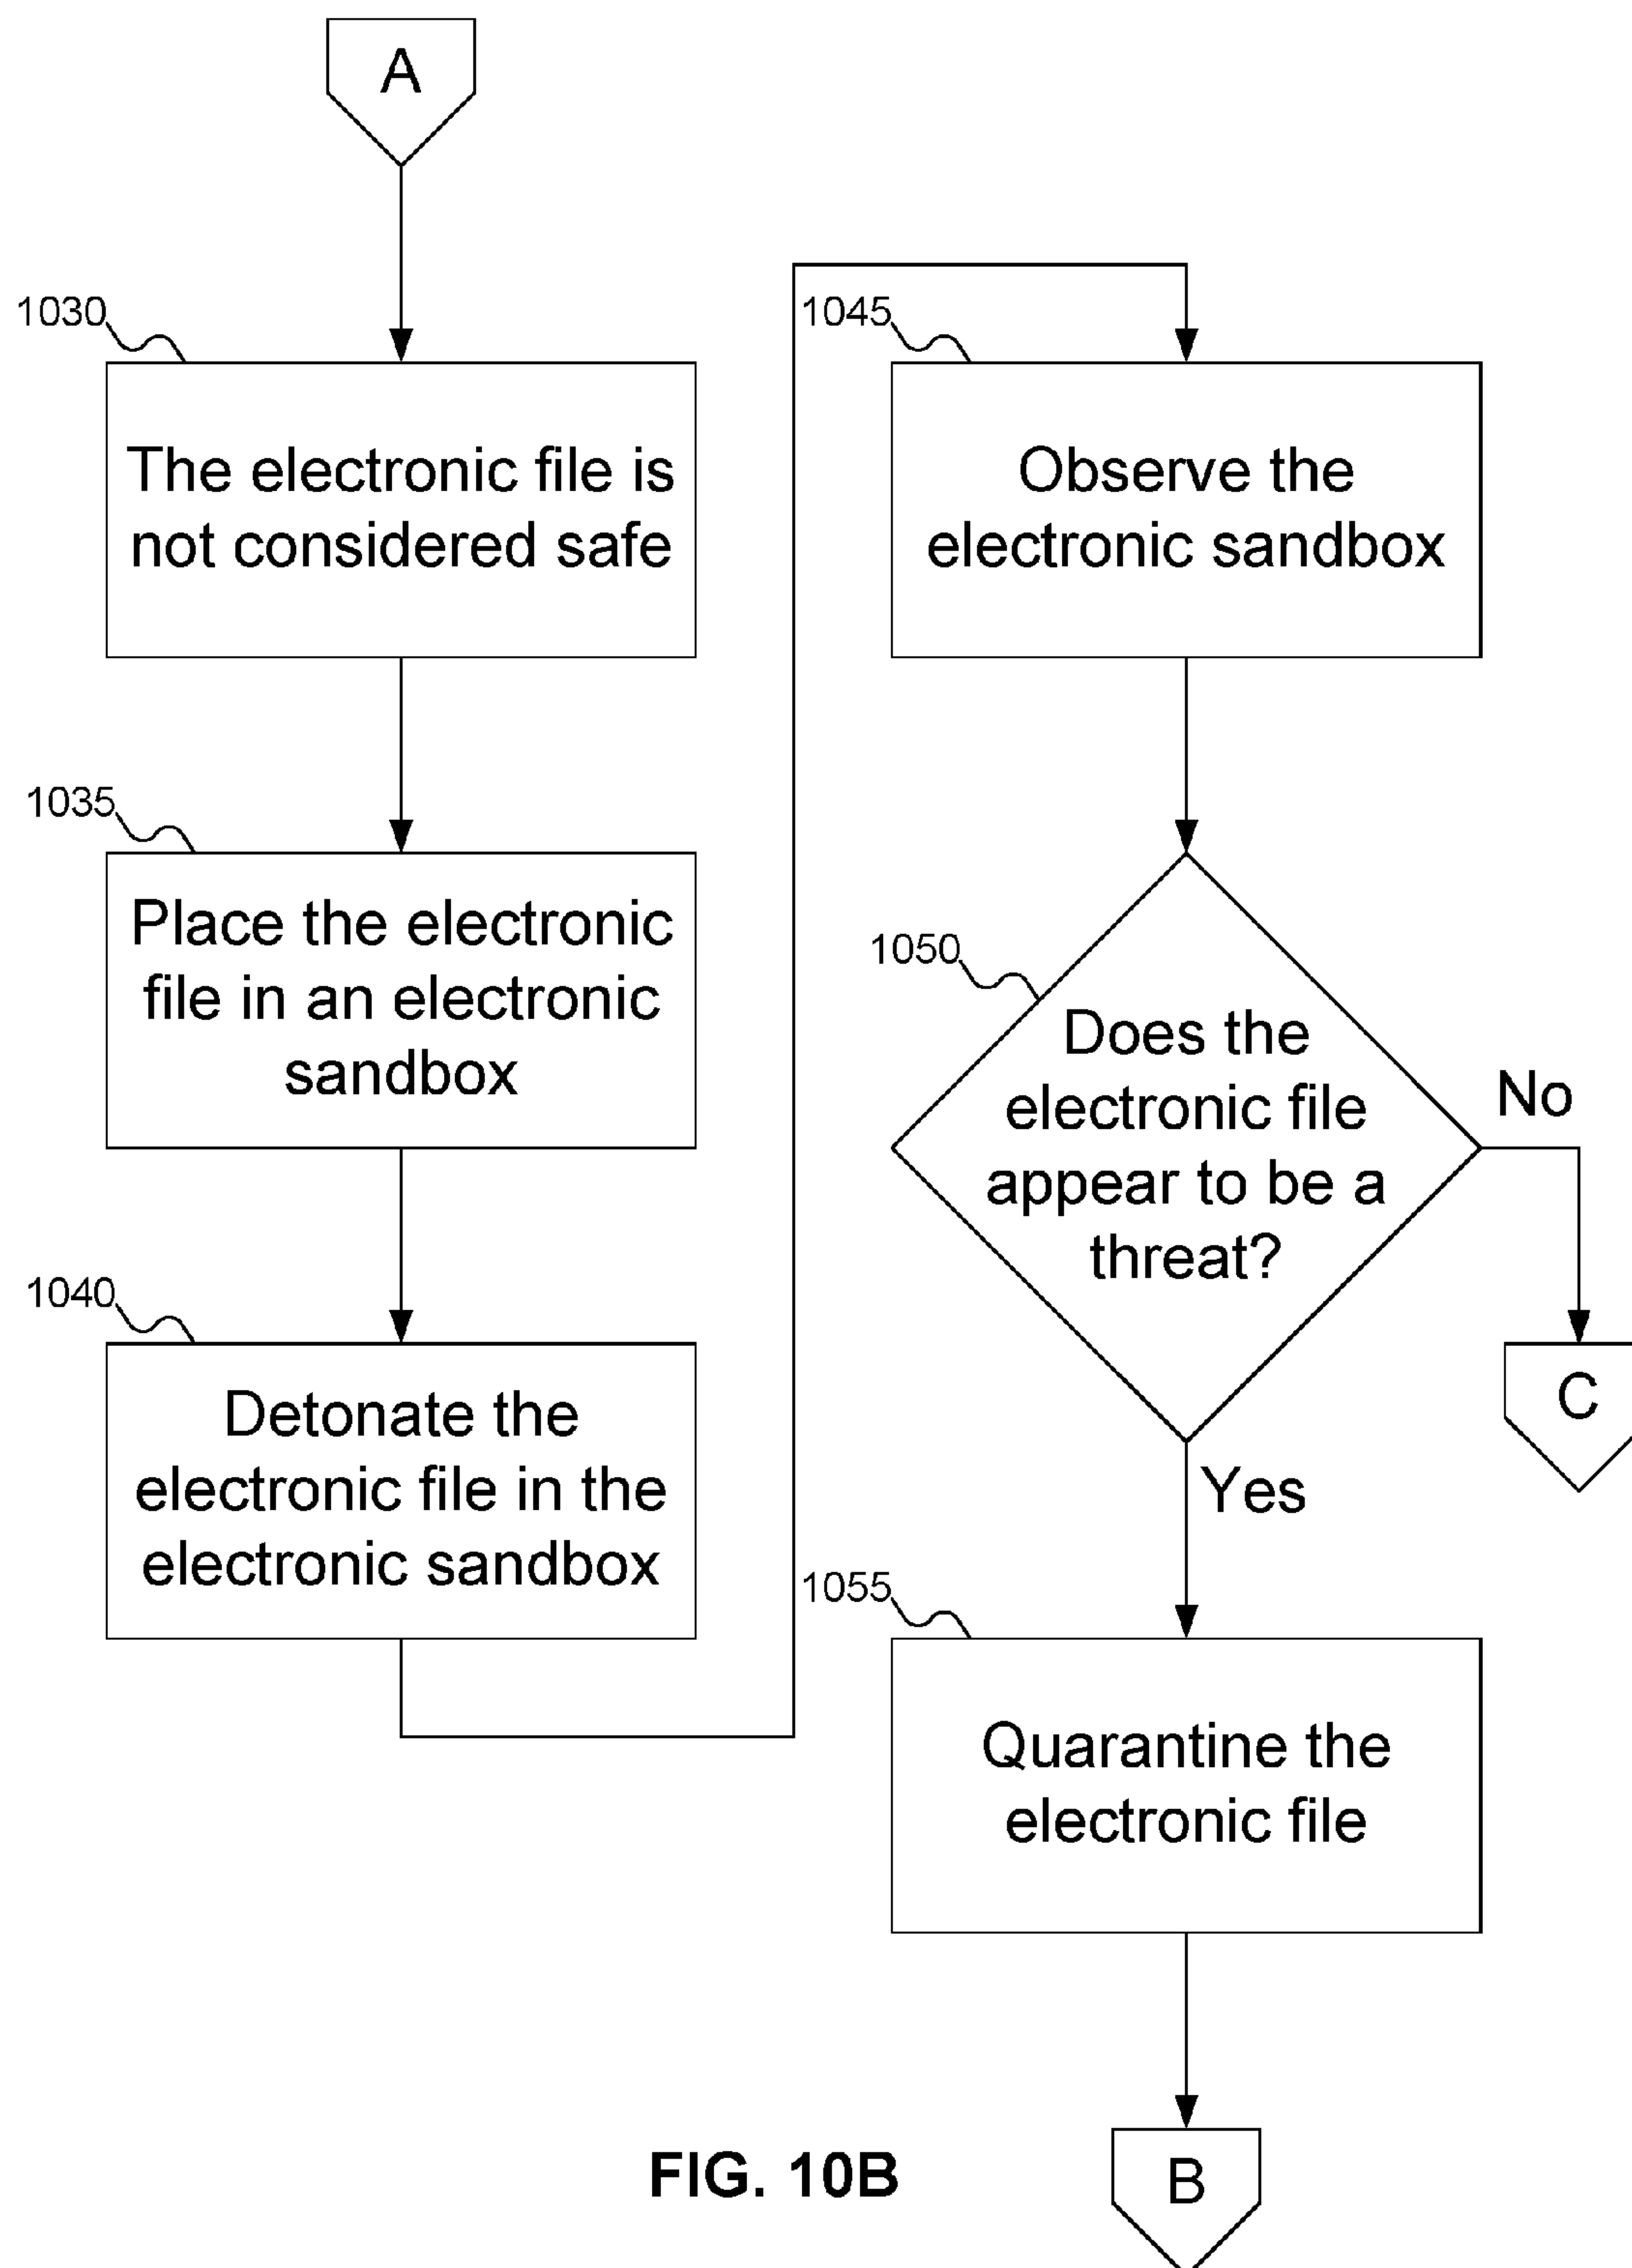 A
1030
The electronic file is
not considered safe
1035
Place the electronic
file in an electronic
sandbox
1040
Detonate the
electronic file in the
electronic sandbox
1045
Observe the
electronic sandbox
1050
Does the
electronic file
appear to be a
threat?
No
C
Yes
1055
Quarantine the
electronic file
B
FIG. 10B